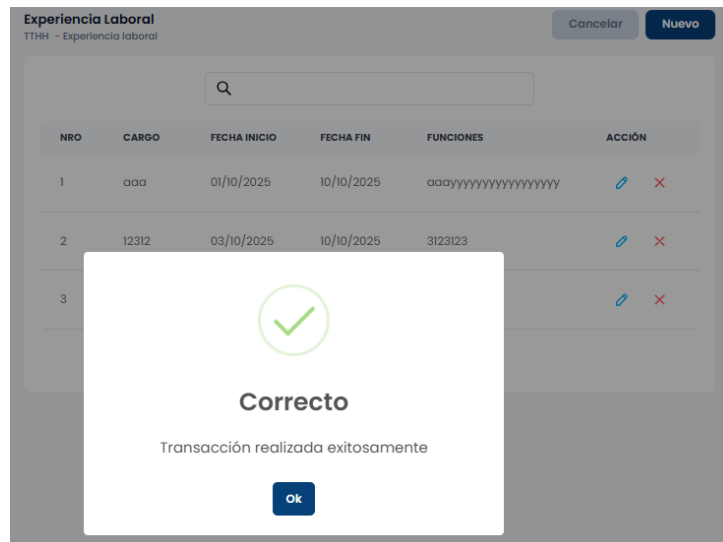 Experiencia Laboral
TTHH - Experiencia laboral
Cancelar Nuevo
NRO CARGO FECHA INICIO FECHA FIN FUNCIONES ACCIÓN
1 aaa 01/10/2025 10/10/2025 aaayyyyyyyyyyyyyyyyy
2 12312 03/10/2025 10/10/2025 3123123
3
Correcto
Transacción realizada exitosamente
Ok